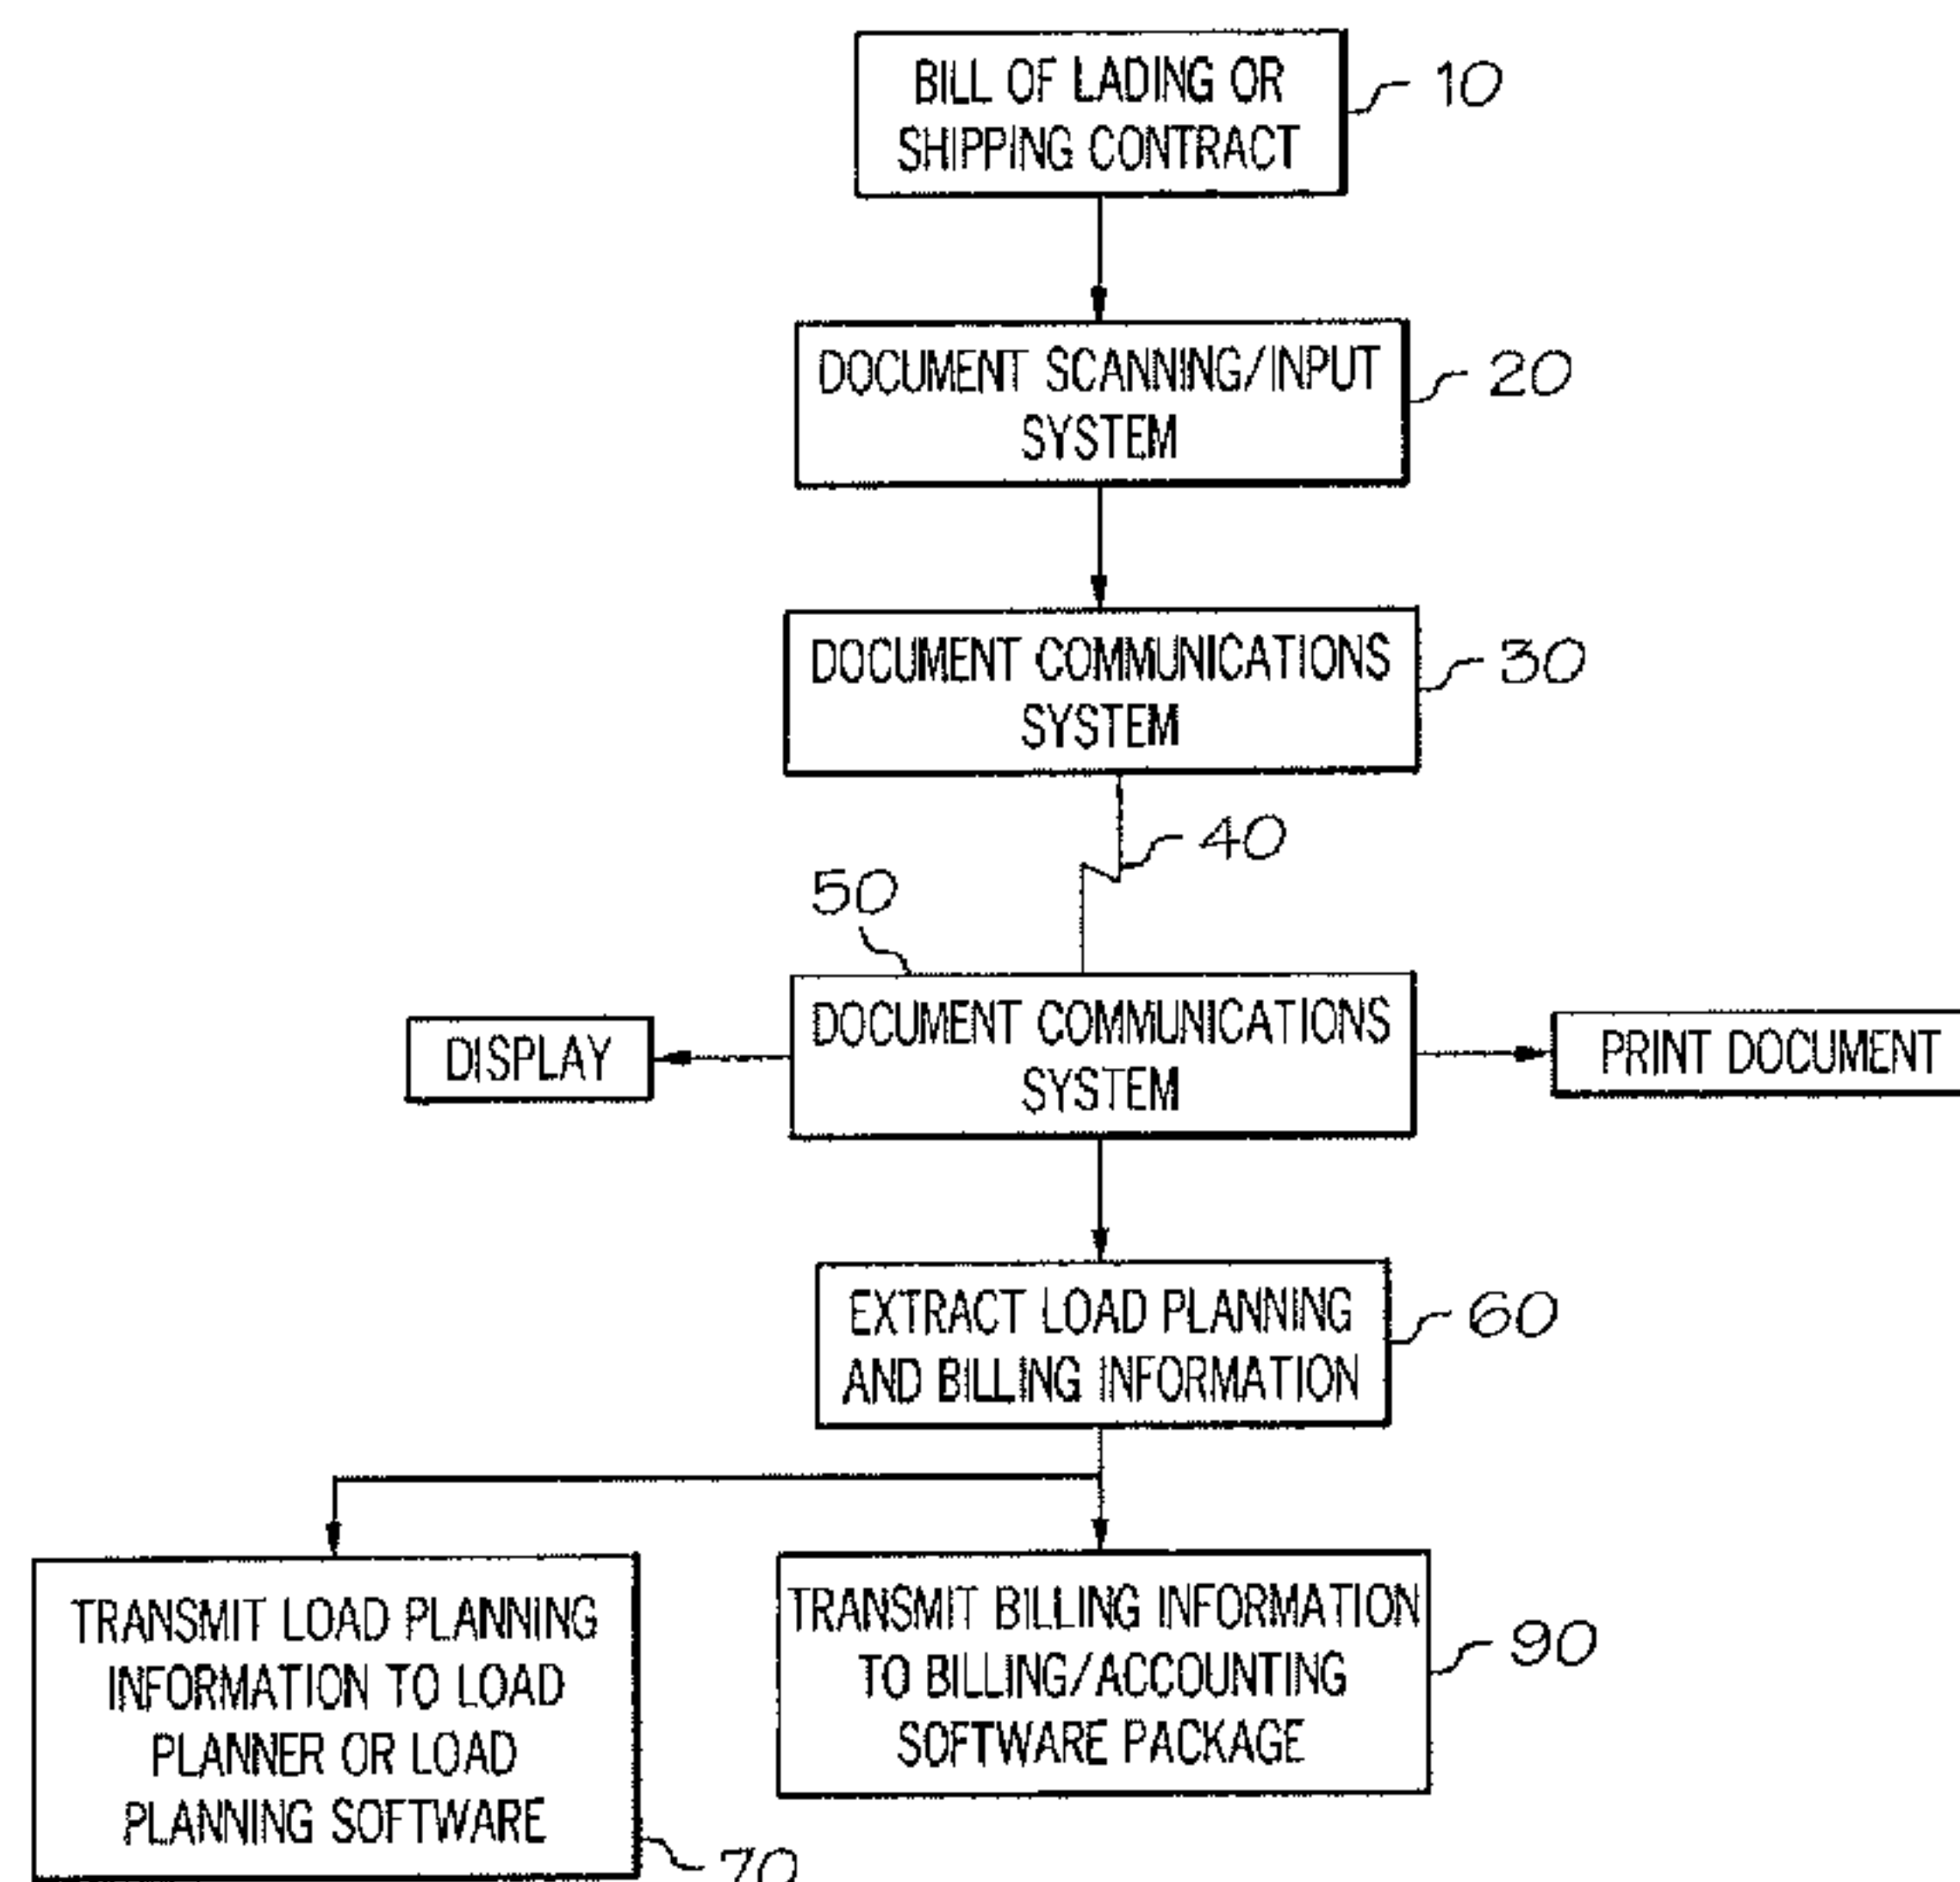 BILL OF LADING OR
SHIPPING CONTRACT
10
DOCUMENT SCANNING/INPUT
SYSTEM
20
DOCUMENT COMMUNICATIONS
SYSTEM
30
40
50
DOCUMENT COMMUNICATIONS
SYSTEM
DISPLAY
PRINT DOCUMENT
EXTRACT LOAD PLANNING
AND BILLING INFORMATION
60
TRANSMIT LOAD PLANNING
INFORMATION TO LOAD
PLANNER OR LOAD
PLANNING SOFTWARE
70
TRANSMIT BILLING INFORMATION
TO BILLING/ACCOUNTING
SOFTWARE PACKAGE
90